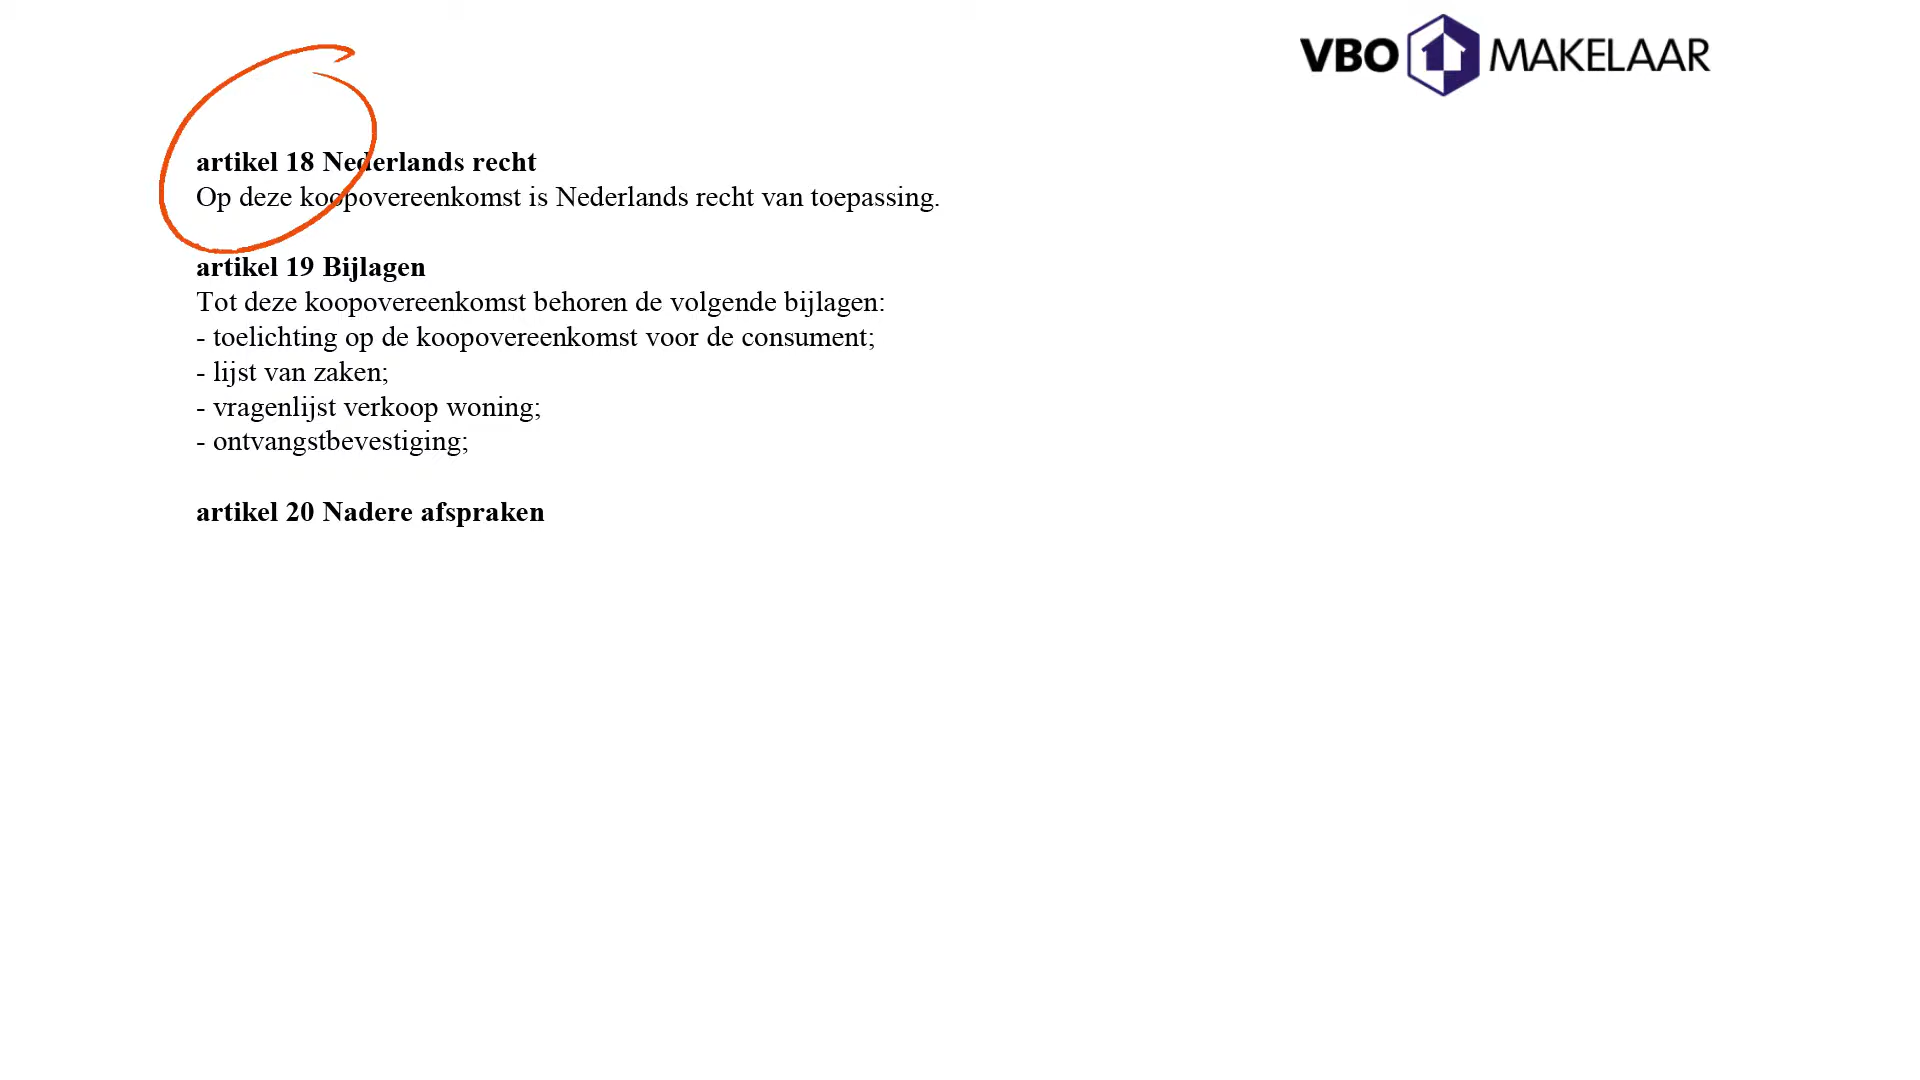 VBO MAKELAAR
artikel 18 Nederlands recht
Op deze koopovereenkomst is Nederlands recht van toepassing.
artikel 19 Bijlagen
Tot deze koopovereenkomst behoren de volgende bijlagen:
- toelichting op de koopovereenkomst voor de consument;
- lijst van zaken;
- vragenlijst verkoop woning;
- ontvangstbevestiging;
artikel 20 Nadere afspraken